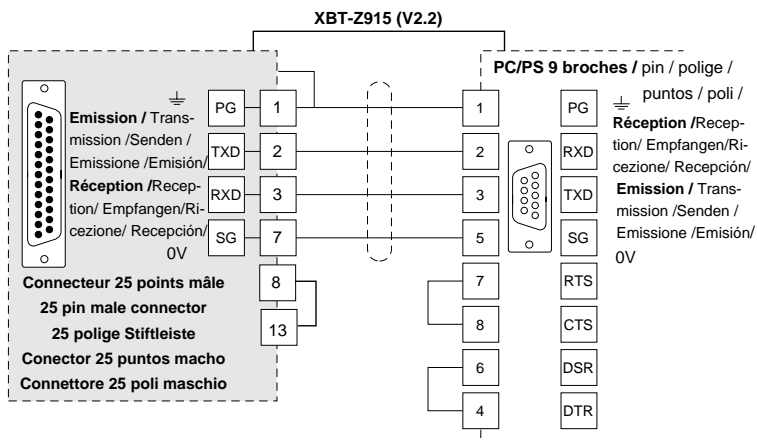 XBT-Z915 (V2.2)
PC/PS 9 broches / pin / polige /
puntos / poli /
Emission / Trans-
mission /Senden /
Emissione /Emisión/
Réception /Recep-
tion/ Empfangen/Ri-
cezione/ Recepción/
0V
PG 1
TXD 2
RXD 3
SG 7
8
13
Connecteur 25 points mâle
25 pin male connector
25 polige Stiftleiste
Conector 25 puntos macho
Connettore 25 poli maschio
1 PG
2 RXD
3 TXD
5 SG
7 RTS
8 CTS
6 DSR
4 DTR
Réception /Recep-
tion/ Empfangen/Ri-
cezione/ Recepción/
Emission / Trans-
mission /Senden /
Emissione /Emisión/
0V